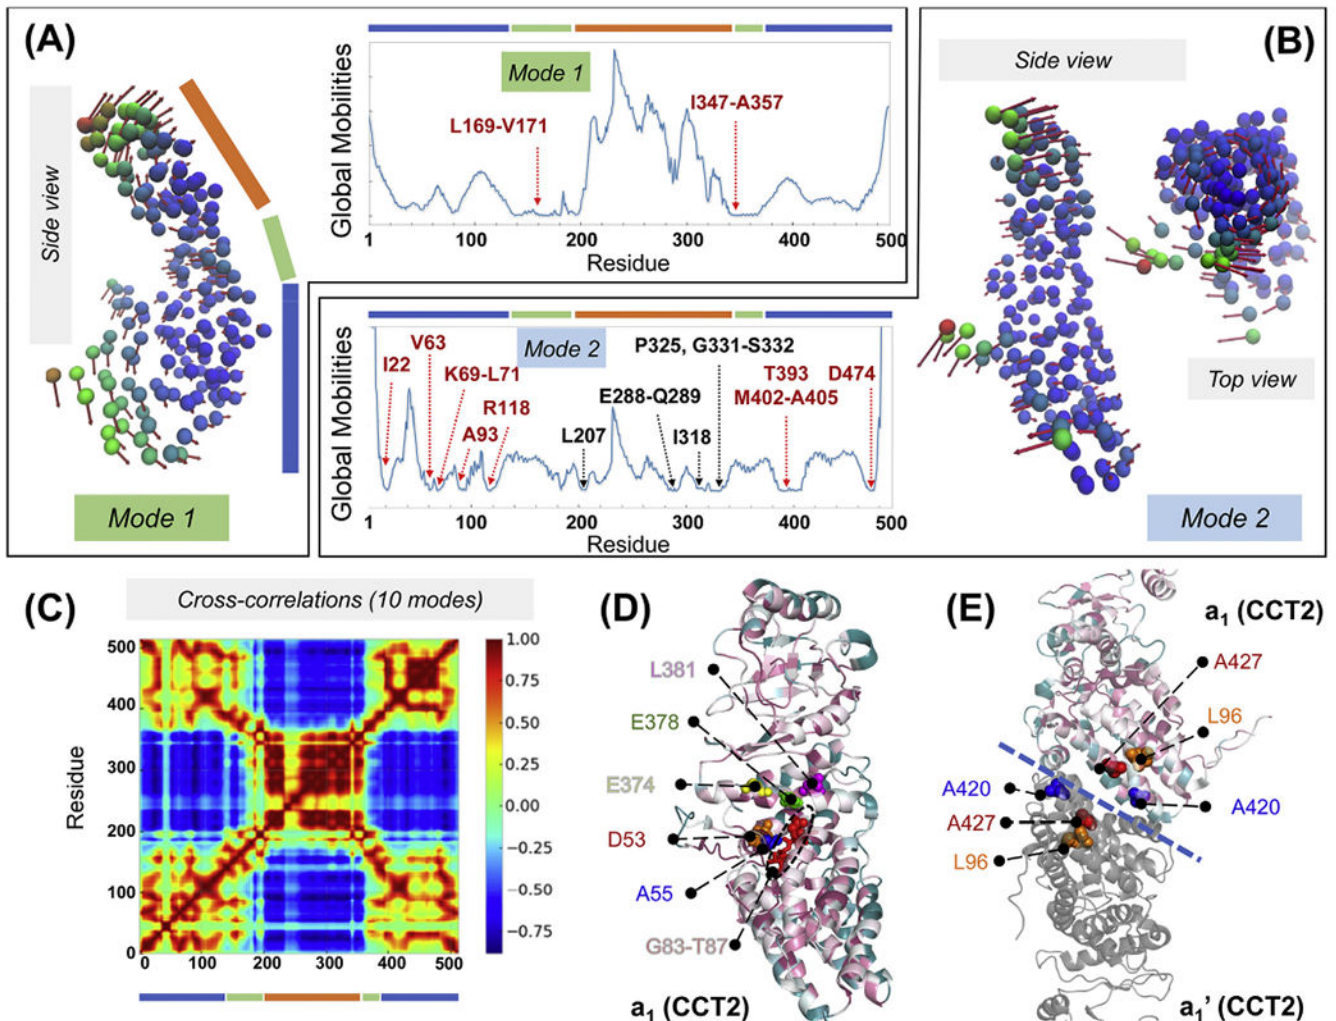 (A)
Side view
Mode 1
Global Mobilities
Mode 1
L169-V171
I347-A357
1 100 200 300 400 500
Residue
(B)
Side view
Top view
Mode 2
Global Mobilities
Mode 2
I22
V63
K69-L71
A93
R118
L207
E288-Q289
I318
P325, G331-S332
T393
M402-A405
D474
1 100 200 300 400 500
Residue
(C)
Cross-correlations (10 modes)
Residue
500
400
300
200
100
0
0 100 200 300 400 500
1.00
0.75
0.50
0.25
0.00
−0.25
−0.50
−0.75
(D)
L381
E378
E374
D53
A55
G83-T87
a1 (CCT2)
(E)
a1 (CCT2)
A427
L96
A420
A420
A427
L96
a1’ (CCT2)